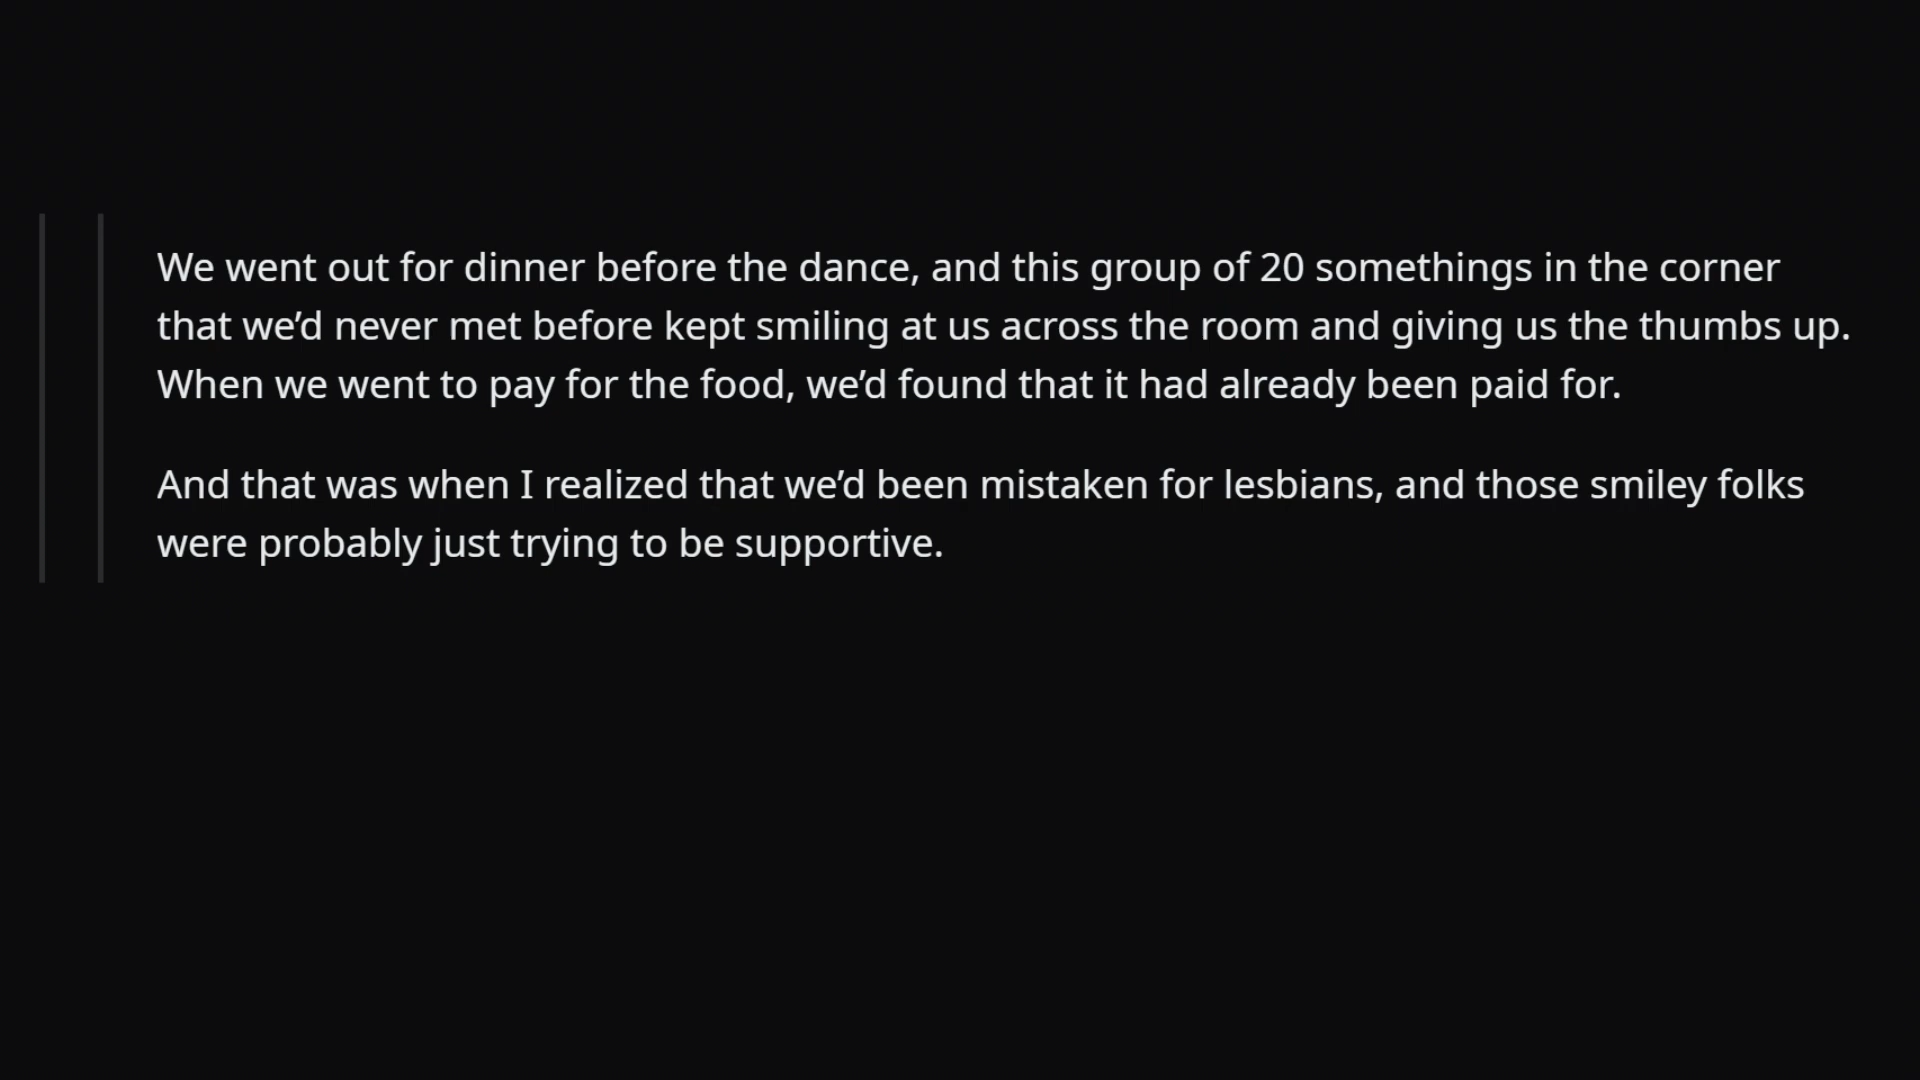 We went out for dinner before the dance, and this group of 20 somethings in the corner
that we’d never met before kept smiling at us across the room and giving us the thumbs up.
When we went to pay for the food, we’d found that it had already been paid for.
And that was when I realized that we’d been mistaken for lesbians, and those smiley folks
were probably just trying to be supportive.